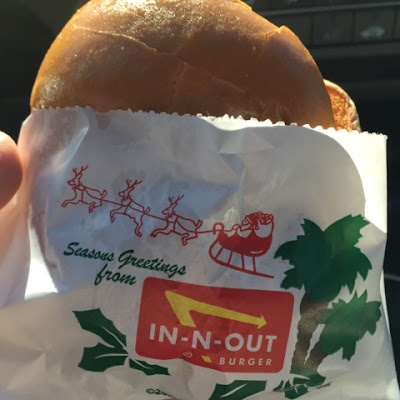 Seasons Greetings
from
IN-N-OUT
®
BURGER